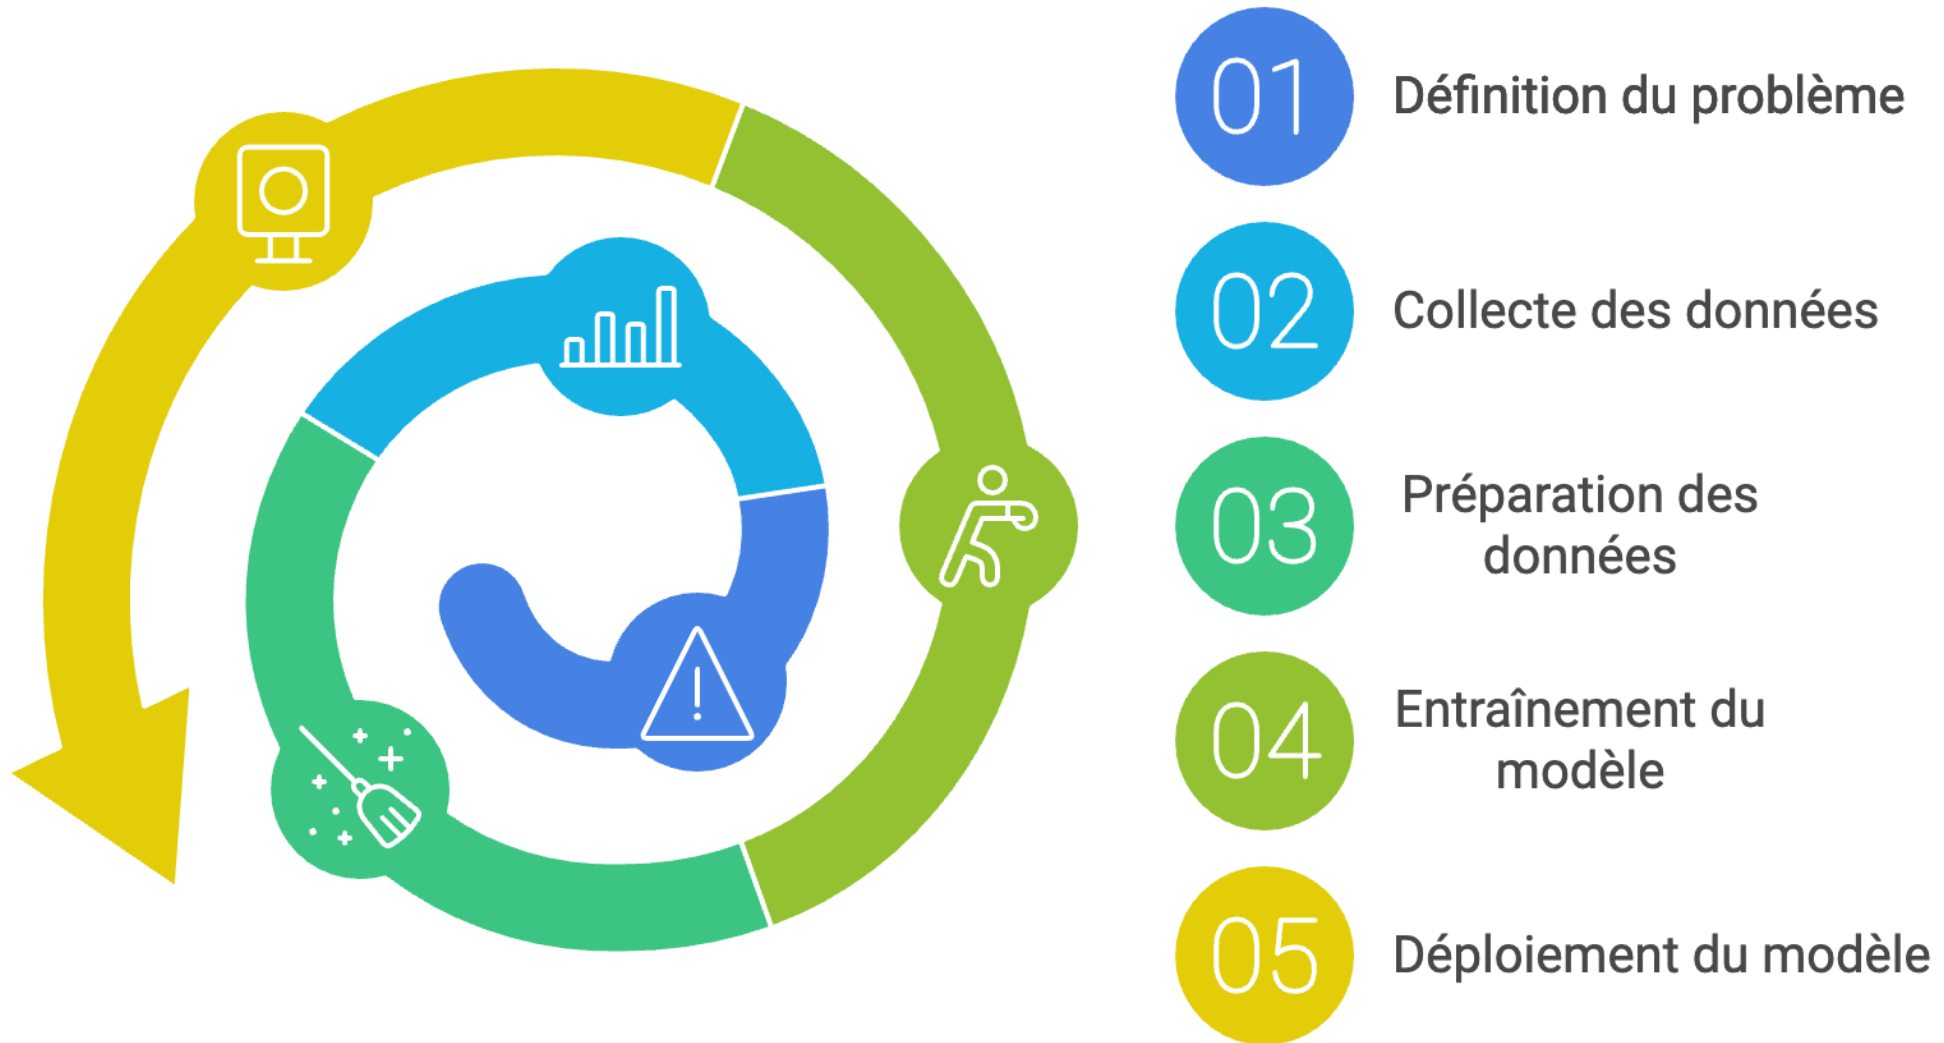 01
Définition du problème
02
Collecte des données
03
Préparation des
données
04
Entraînement du
modèle
05
Déploiement du modèle